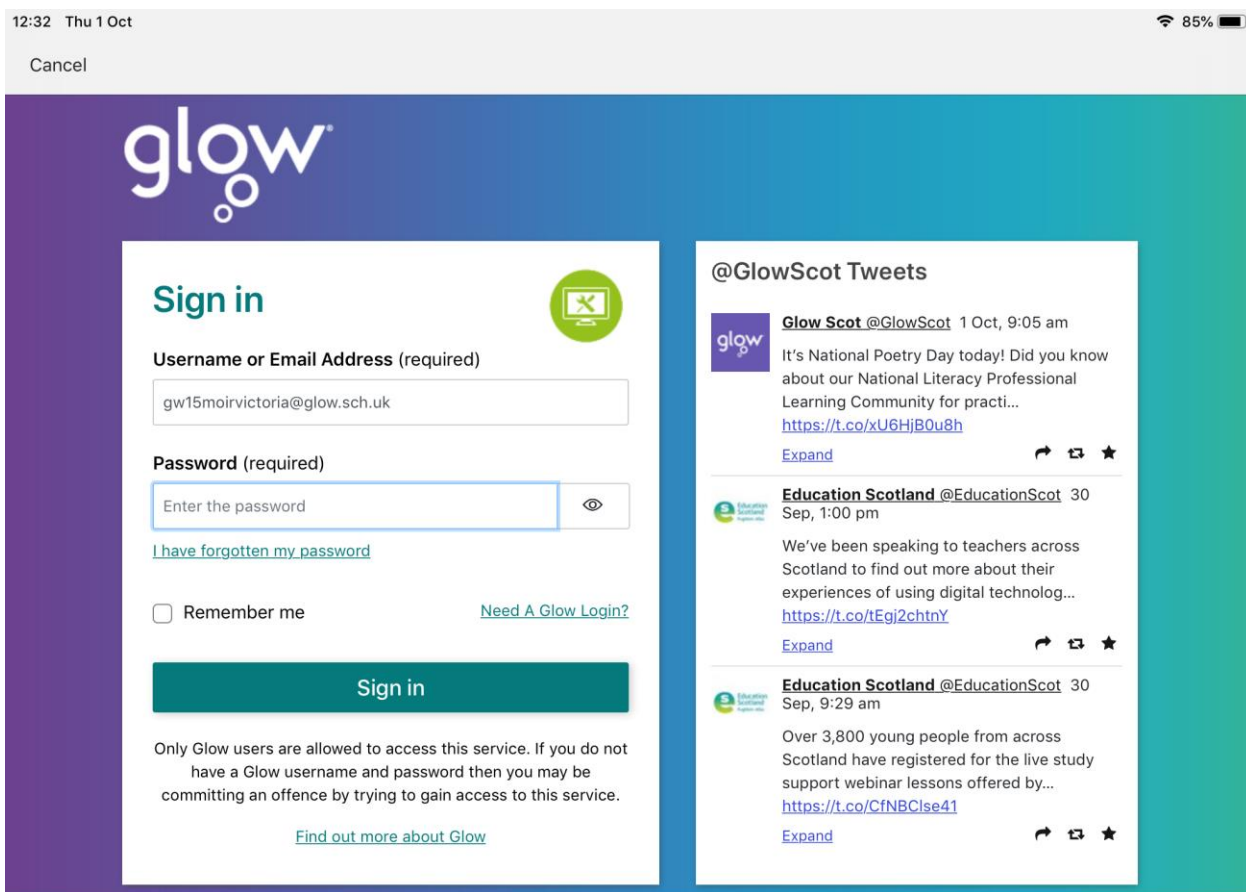 12:32 Thu 1 Oct
85%
Cancel
glow
Sign in
Username or Email Address (required)
gw15moirvictoria@glow.sch.uk
Password (required)
Enter the password
I have forgotten my password
Remember me
Need A Glow Login?
Sign in
Only Glow users are allowed to access this service. If you do not
have a Glow username and password then you may be
committing an offence by trying to gain access to this service.
Find out more about Glow
@GlowScot Tweets
glow
Glow Scot @GlowScot 1 Oct, 9:05 am
It's National Poetry Day today! Did you know
about our National Literacy Professional
Learning Community for practi...
https://t.co/xU6HjB0u8h
Expand
Education Scotland
Education Scotland @EducationScot 30
Sep, 1:00 pm
We've been speaking to teachers across
Scotland to find out more about their
experiences of using digital technolog...
https://t.co/tEgj2chtnY
Expand
Education Scotland
Education Scotland @EducationScot 30
Sep, 9:29 am
Over 3,800 young people from across
Scotland have registered for the live study
support webinar lessons offered by...
https://t.co/CfNBClse41
Expand